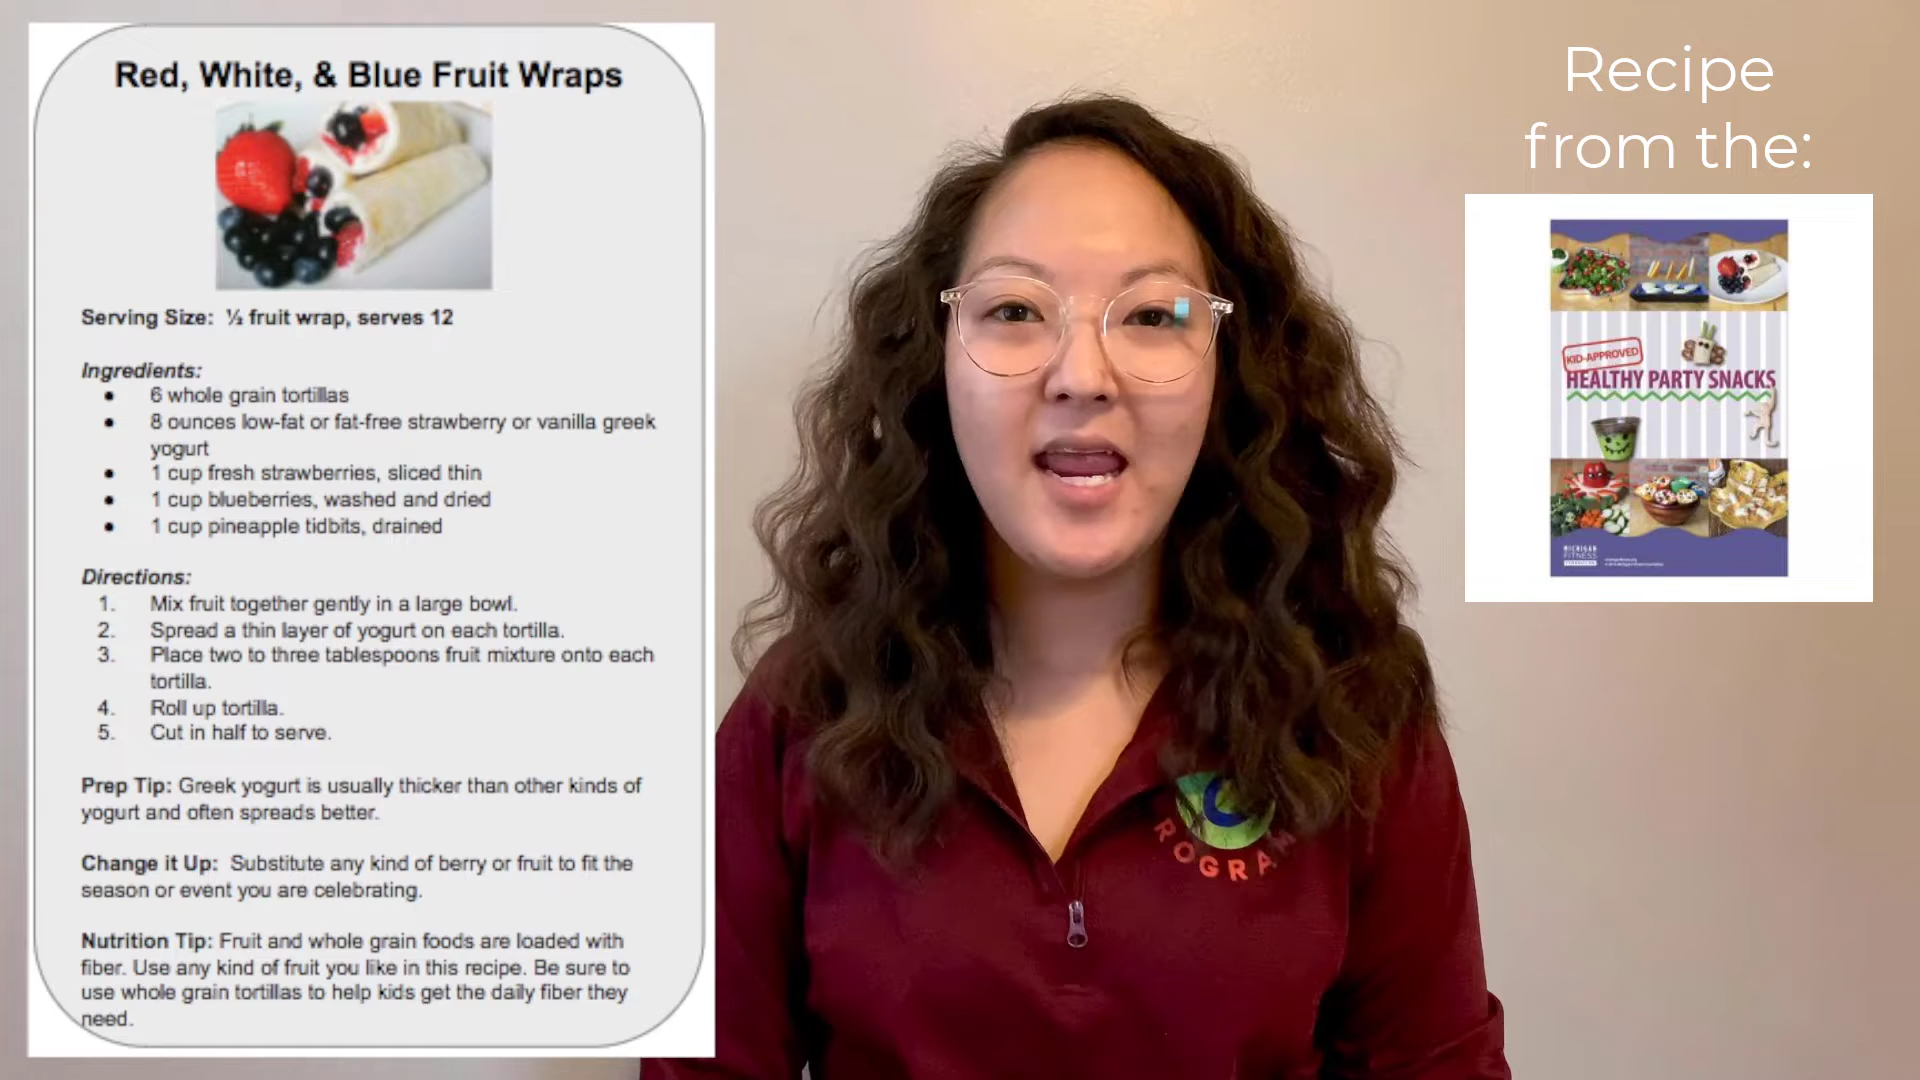 Red, White, & Blue Fruit Wraps
Serving Size: ½ fruit wrap, serves 12
Ingredients:
● 6 whole grain tortillas
● 8 ounces low-fat or fat-free strawberry or vanilla greek
yogurt
● 1 cup fresh strawberries, sliced thin
● 1 cup blueberries, washed and dried
● 1 cup pineapple tidbits, drained
Directions:
1. Mix fruit together gently in a large bowl.
2. Spread a thin layer of yogurt on each tortilla.
3. Place two to three tablespoons fruit mixture onto each
tortilla.
4. Roll up tortilla.
5. Cut in half to serve.
Prep Tip: Greek yogurt is usually thicker than other kinds of
yogurt and often spreads better.
Change it Up: Substitute any kind of berry or fruit to fit the
season or event you are celebrating.
Nutrition Tip: Fruit and whole grain foods are loaded with
fiber. Use any kind of fruit you like in this recipe. Be sure to
use whole grain tortillas to help kids get the daily fiber they
need.
Recipe
from the:
KID-APPROVED
HEALTHY PARTY SNACKS
MICHIGAN
FITNESS
FOUNDATION
ROGRAM